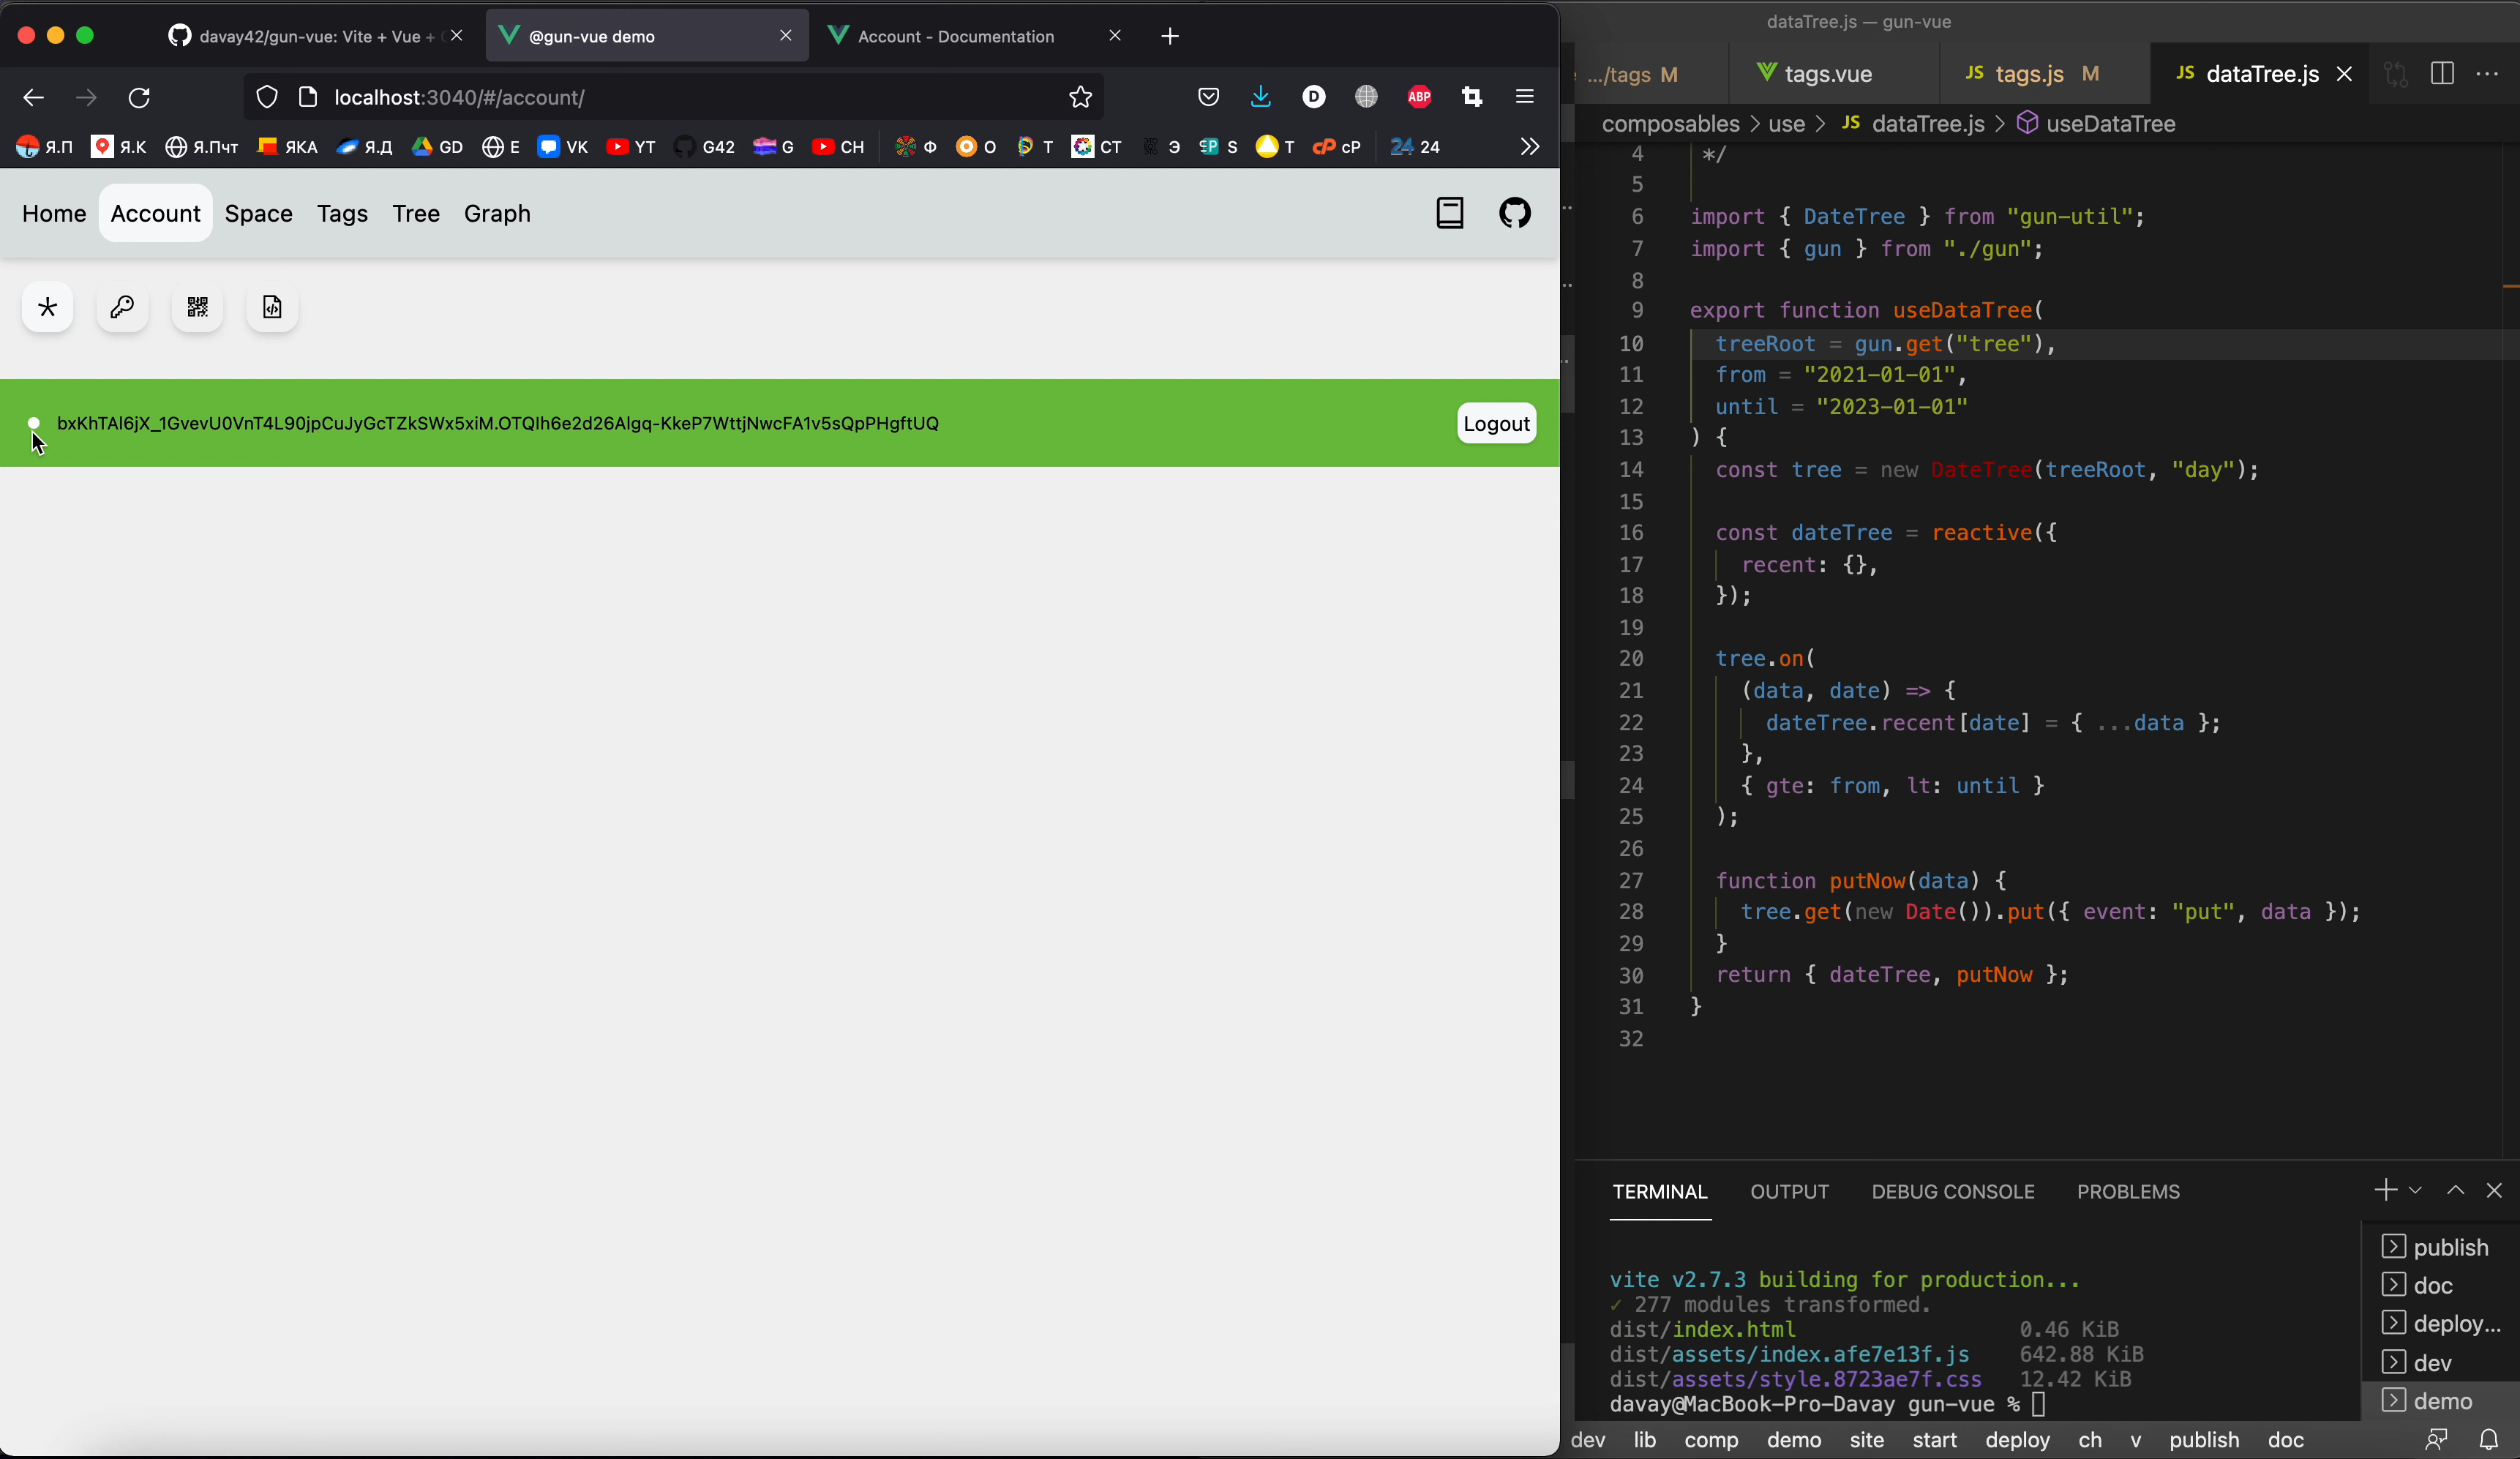 davay42/gun-vue: Vite + Vue +
@gun-vue demo
Account - Documentation
localhost:3040/#/account/
Я.П
Я.К
Я.Пчт
ЯКА
Я.Д
GD
E
VK
YT
G42
G
CH
Ф
О
T
СТ
Э
S
T
cP
24
Home
Account
Space
Tags
Tree
Graph
bxKhTAl6jX_1GvevU0VnT4L90jpCuJyGcTZkSWx5xiM.OTQIh6e2d26Algq-KkeP7WttjNwcFA1v5sQpPHgftUQ
Logout
dataTree.js — gun-vue
.../tags M
tags.vue
JS tags.js M
JS dataTree.js
composables > use > JS dataTree.js > useDataTree
4 */
5
6 import { DateTree } from "gun-util";
7 import { gun } from "./gun";
8
9 export function useDataTree(
10 treeRoot = gun.get("tree"),
11 from = "2021-01-01",
12 until = "2023-01-01"
13 ) {
14 const tree = new DateTree(treeRoot, "day");
15
16 const dateTree = reactive({
17 recent: {},
18 });
19
20 tree.on(
21 (data, date) => {
22 dateTree.recent[date] = { ...data };
23 },
24 { gte: from, lt: until }
25 );
26
27 function putNow(data) {
28 tree.get(new Date()).put({ event: "put", data });
29 }
30 return { dateTree, putNow };
31 }
32
TERMINAL
OUTPUT
DEBUG CONSOLE
PROBLEMS
vite v2.7.3 building for production...
✓ 277 modules transformed.
dist/index.html 0.46 KiB
dist/assets/index.afe7e13f.js 642.88 KiB
dist/assets/style.8723ae7f.css 12.42 KiB
davay@MacBook-Pro-Davay gun-vue %
publish
doc
deploy...
dev
demo
dev lib comp demo site start deploy ch v publish doc